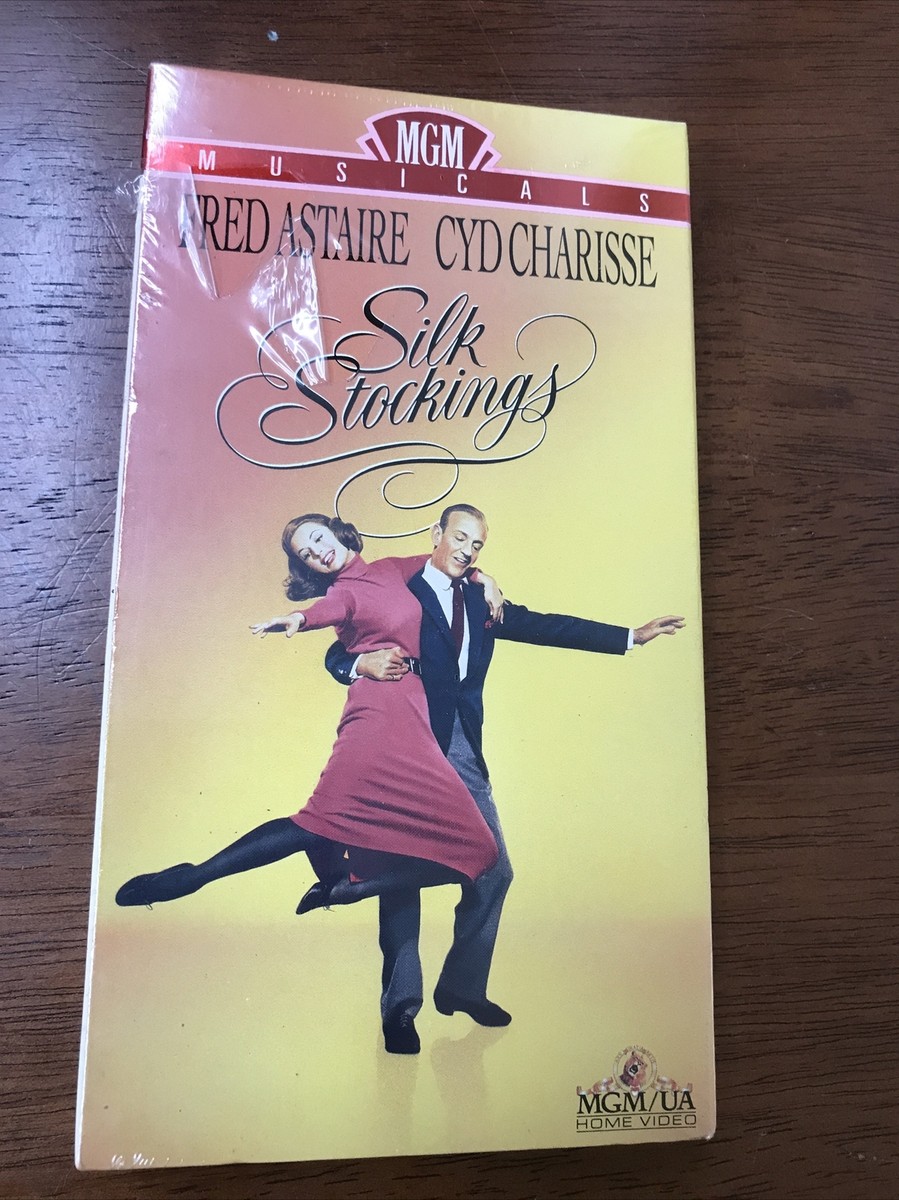 MGM
MUSICALS
FRED ASTAIRE CYD CHARISSE
Silk
Stockings
MGM/UA
HOME VIDEO